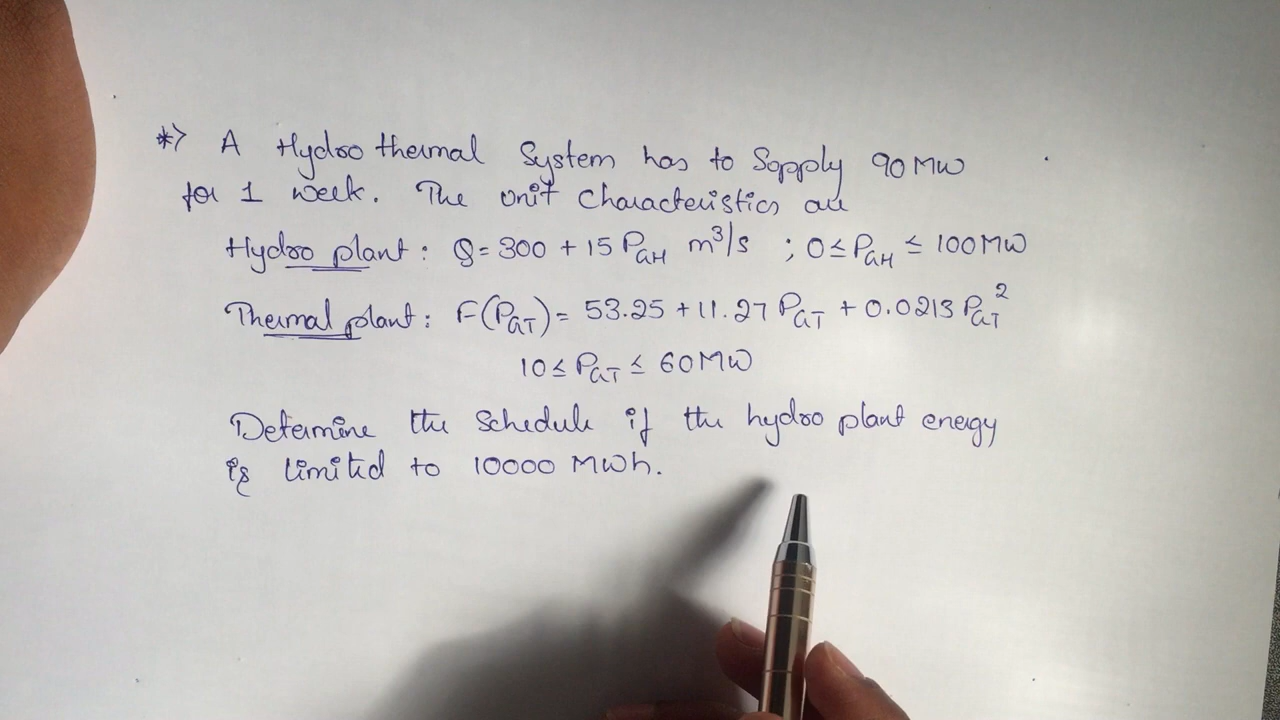 *> A Hydro thermal System has to Sopply 90 MW
for 1 week. The unit Characteristics are
Hydro plant : Q = 300 + 15 P_GH m³/s ; 0 ≤ P_GH ≤ 100 MW
Thermal plant : F(P_GT) = 53.25 + 11.27 P_GT + 0.0213 P_GT²
10 ≤ P_GT ≤ 60 MW
Determine the Schedule if the hydro plant energy
is limited to 10000 MWh.